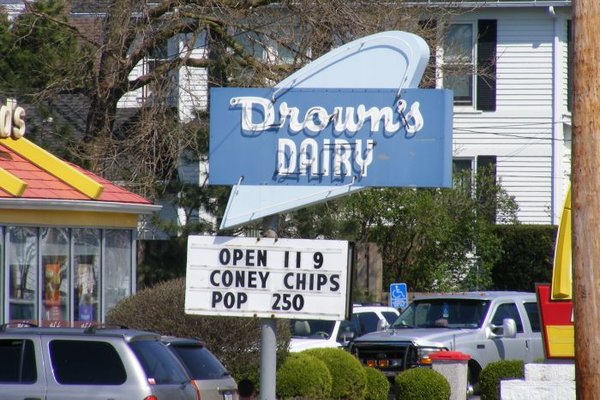 Drown's
DAIRY
OPEN 11 9
CONEY CHIPS
POP 250
ds